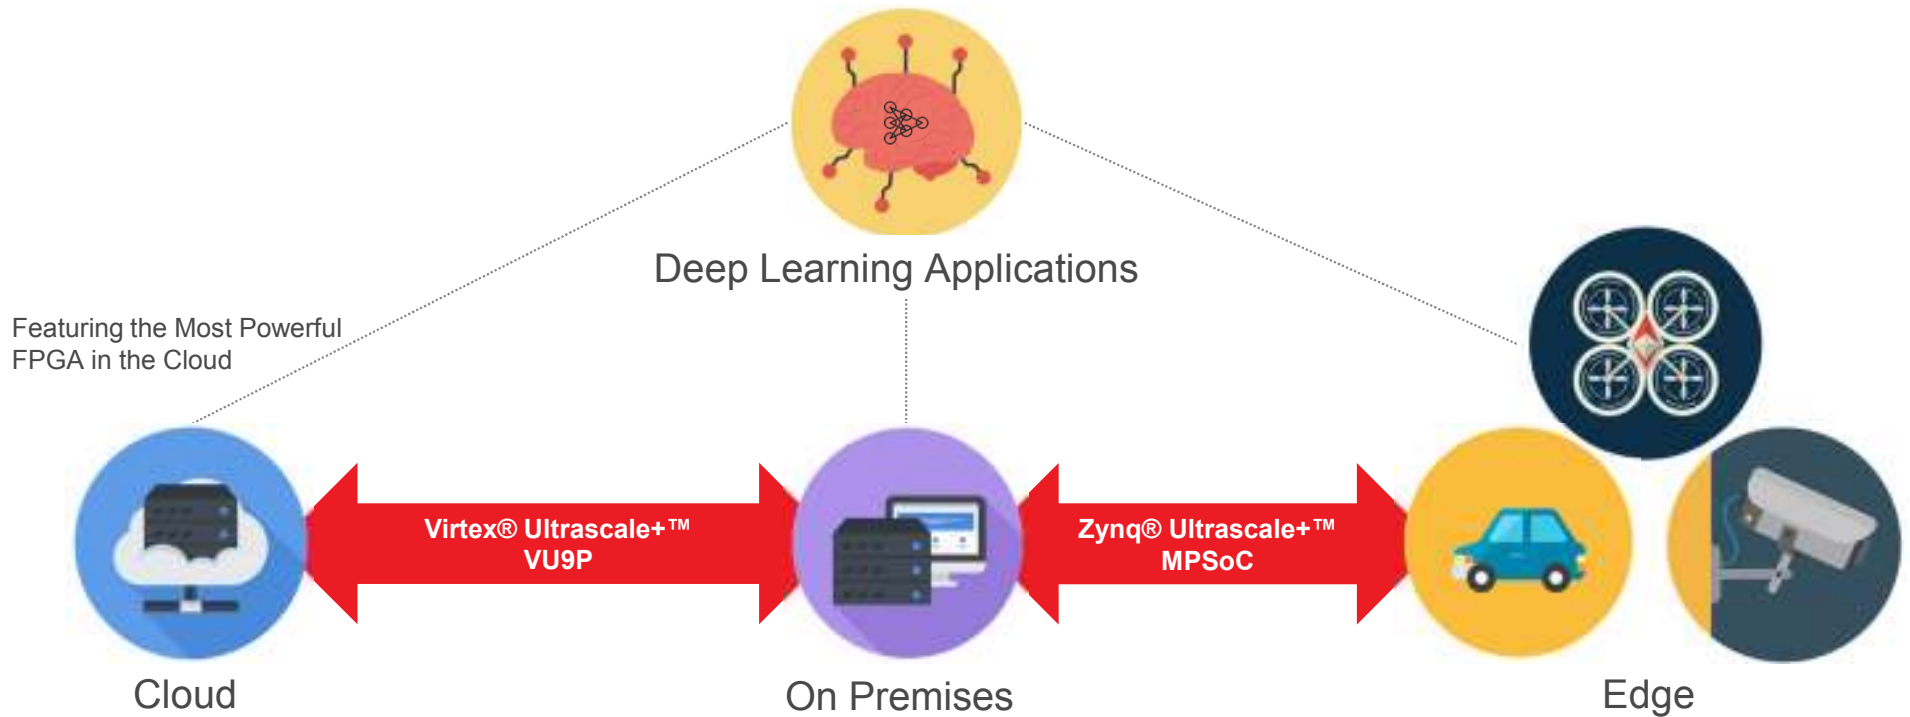 Deep Learning Applications
Featuring the Most Powerful
FPGA in the Cloud
Virtex® Ultrascale+™
VU9P
Zynq® Ultrascale+™
MPSoC
Cloud
On Premises
Edge